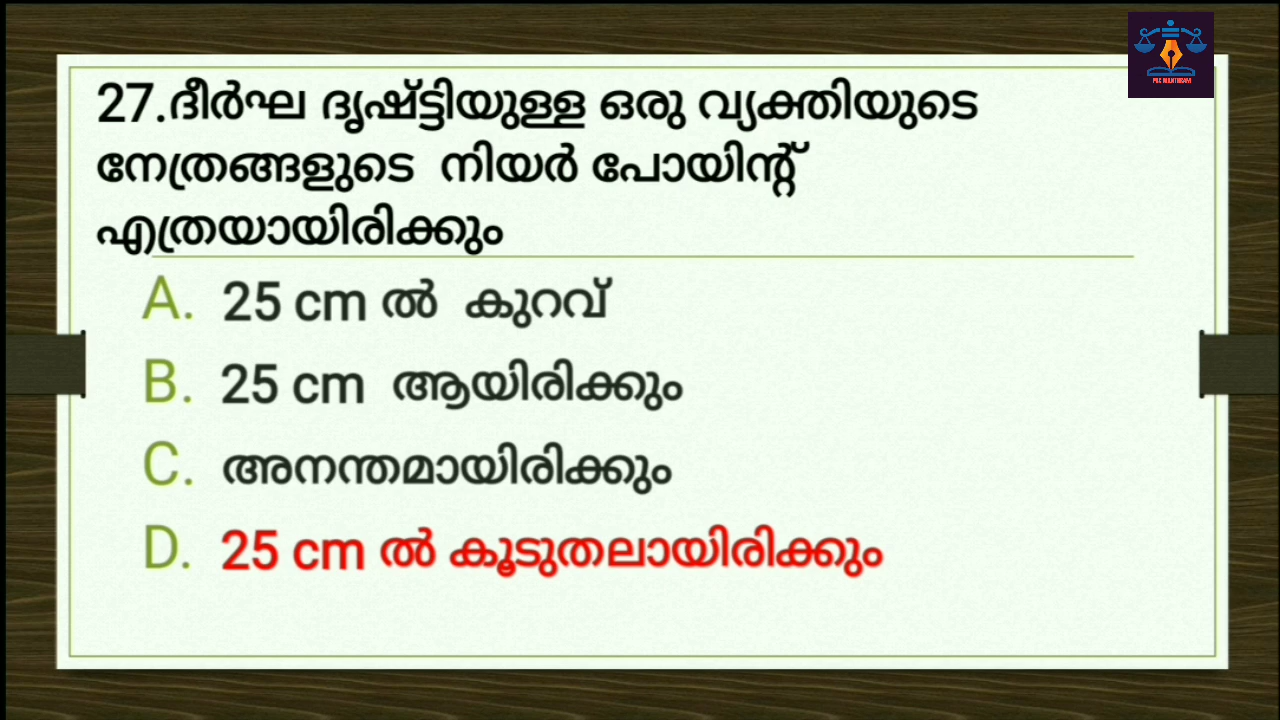 27.ദീർഘ ദൃഷ്ട്ടിയുള്ള ഒരു വ്യക്തിയുടെ
നേത്രങ്ങളുടെ നിയർ പോയിന്റ്
എത്രയായിരിക്കും
A. 25 cm ൽ കുറവ്
B. 25 cm ആയിരിക്കും
C. അനന്തമായിരിക്കും
D. 25 cm ൽ കൂടുതലായിരിക്കും